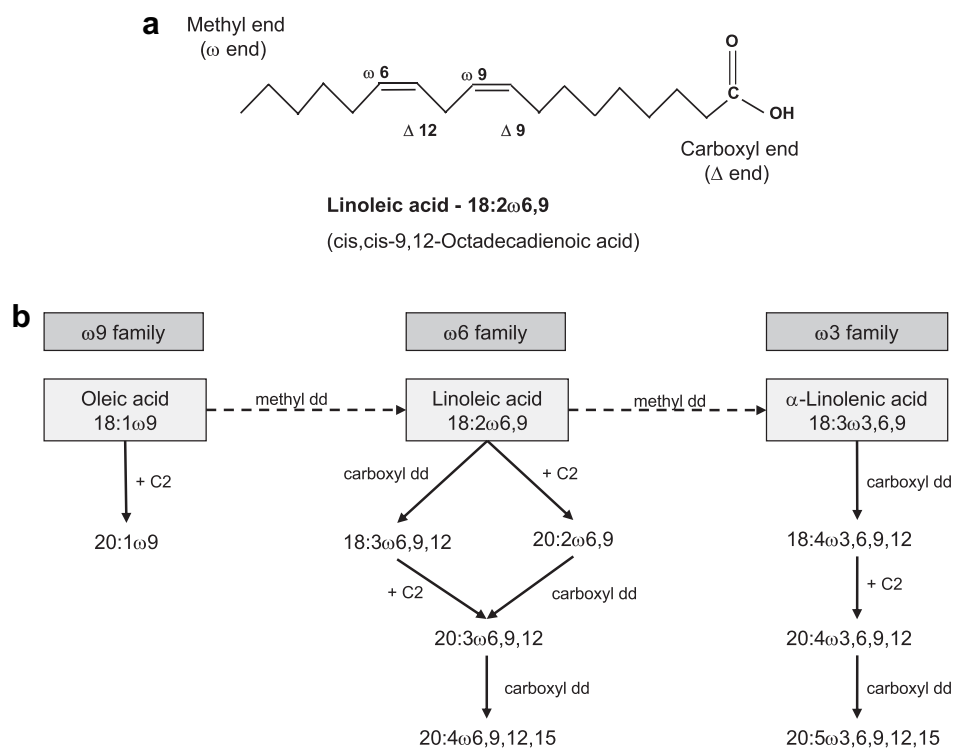 a
Methyl end
(ω end)
ω 6
ω 9
Δ 12
Δ 9
O
C
OH
Carboxyl end
(Δ end)
Linoleic acid - 18:2ω6,9
(cis,cis-9,12-Octadecadienoic acid)
b
ω9 family
ω6 family
ω3 family
Oleic acid
18:1ω9
methyl dd
Linoleic acid
18:2ω6,9
methyl dd
α-Linolenic acid
18:3ω3,6,9
+ C2
carboxyl dd
+ C2
carboxyl dd
20:1ω9
18:3ω6,9,12
20:2ω6,9
18:4ω3,6,9,12
+ C2
carboxyl dd
+ C2
20:3ω6,9,12
20:4ω3,6,9,12
carboxyl dd
carboxyl dd
20:4ω6,9,12,15
20:5ω3,6,9,12,15